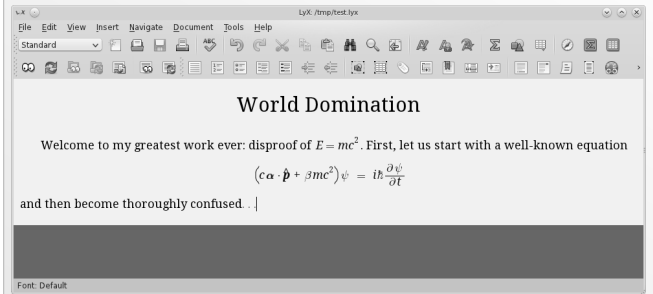 LyX: /tmp/test.lyx
File Edit View Insert Navigate Document Tools Help
Standard
World Domination
Welcome to my greatest work ever: disproof of E = mc². First, let us start with a well-known equation
(cα · p̂ + βmc²)ψ = iħ ∂ψ/∂t
and then become thoroughly confused. . .
Font: Default